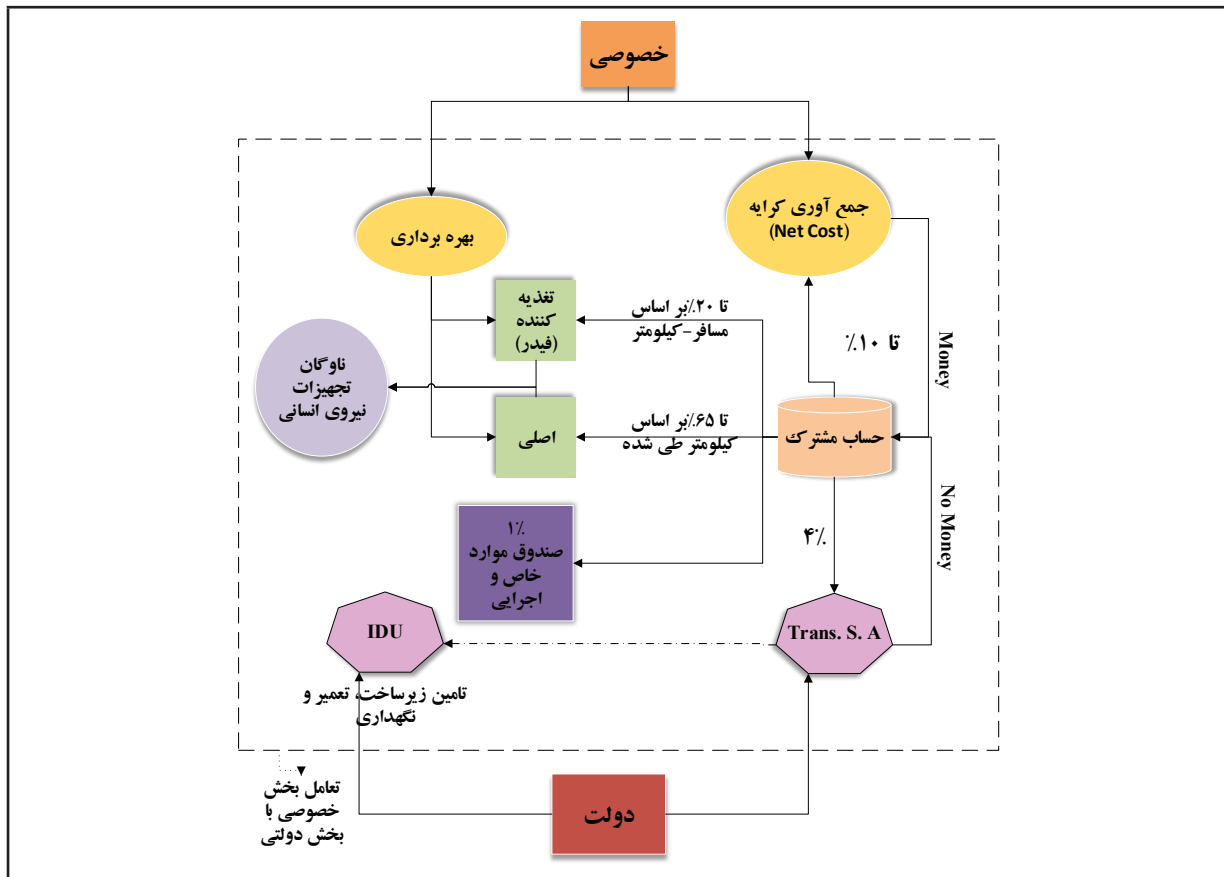 خصوصی
جمع آوری کرایه
(Net Cost)
بهره برداری
تغذیه
کننده
(فیدر)
تا ۲۰٪بر اساس
مسافر-کیلومتر
تا ۱۰٪
Money
ناوگان
تجهیزات
نیروی انسانی
اصلی
تا ۶۵٪بر اساس
کیلومتر طی شده
حساب مشترک
No Money
۱٪
صندوق موارد
خاص و
اجرایی
۴٪
IDU
Trans. S. A
تامین زیرساخت، تعمیر و
نگهداری
تعامل بخش
خصوصی با
بخش دولتی
دولت